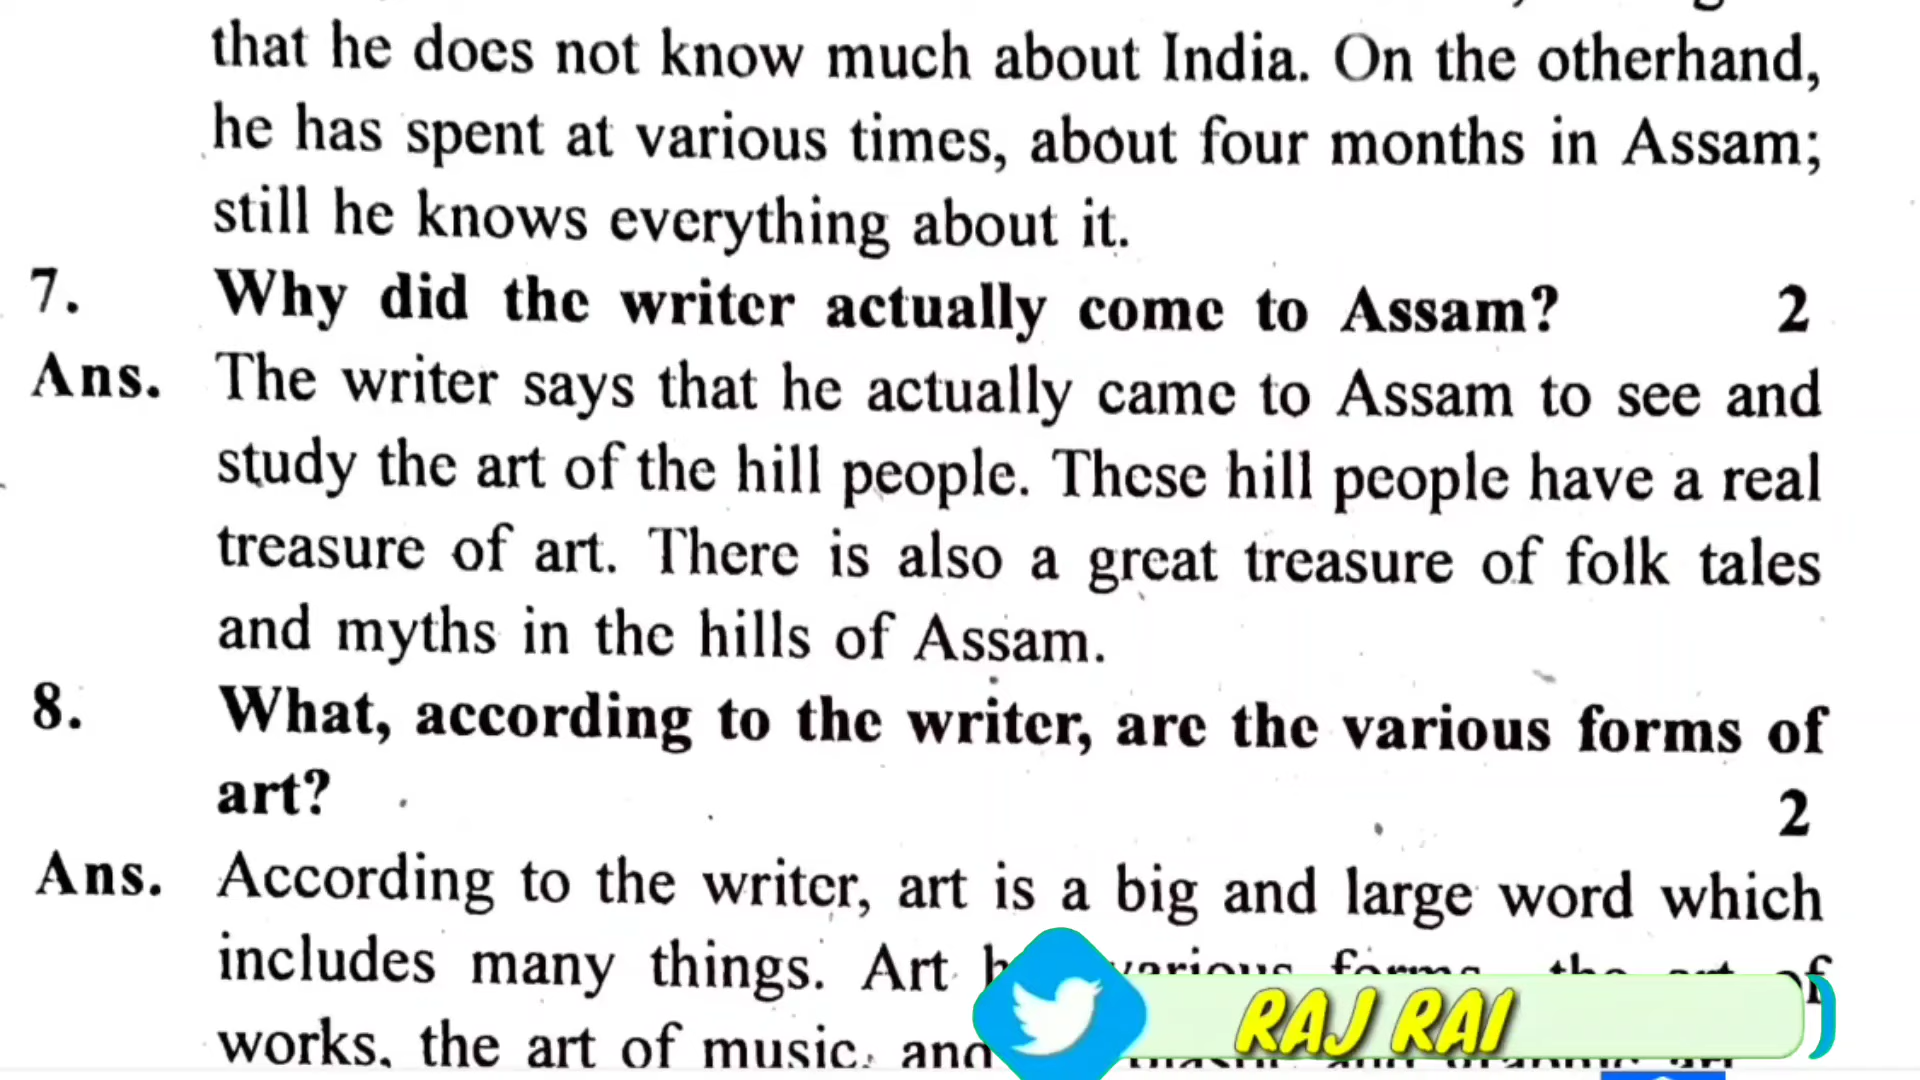 that he does not know much about India. On the otherhand,
he has spent at various times, about four months in Assam;
still he knows everything about it.
7. Why did the writer actually come to Assam? 2
Ans. The writer says that he actually came to Assam to see and
study the art of the hill people. These hill people have a real
treasure of art. There is also a great treasure of folk tales
and myths in the hills of Assam.
8. What, according to the writer, are the various forms of
art? 2
Ans. According to the writer, art is a big and large word which
includes many things. Art various forms the art of
works, the art of music, and
RAJ RAI